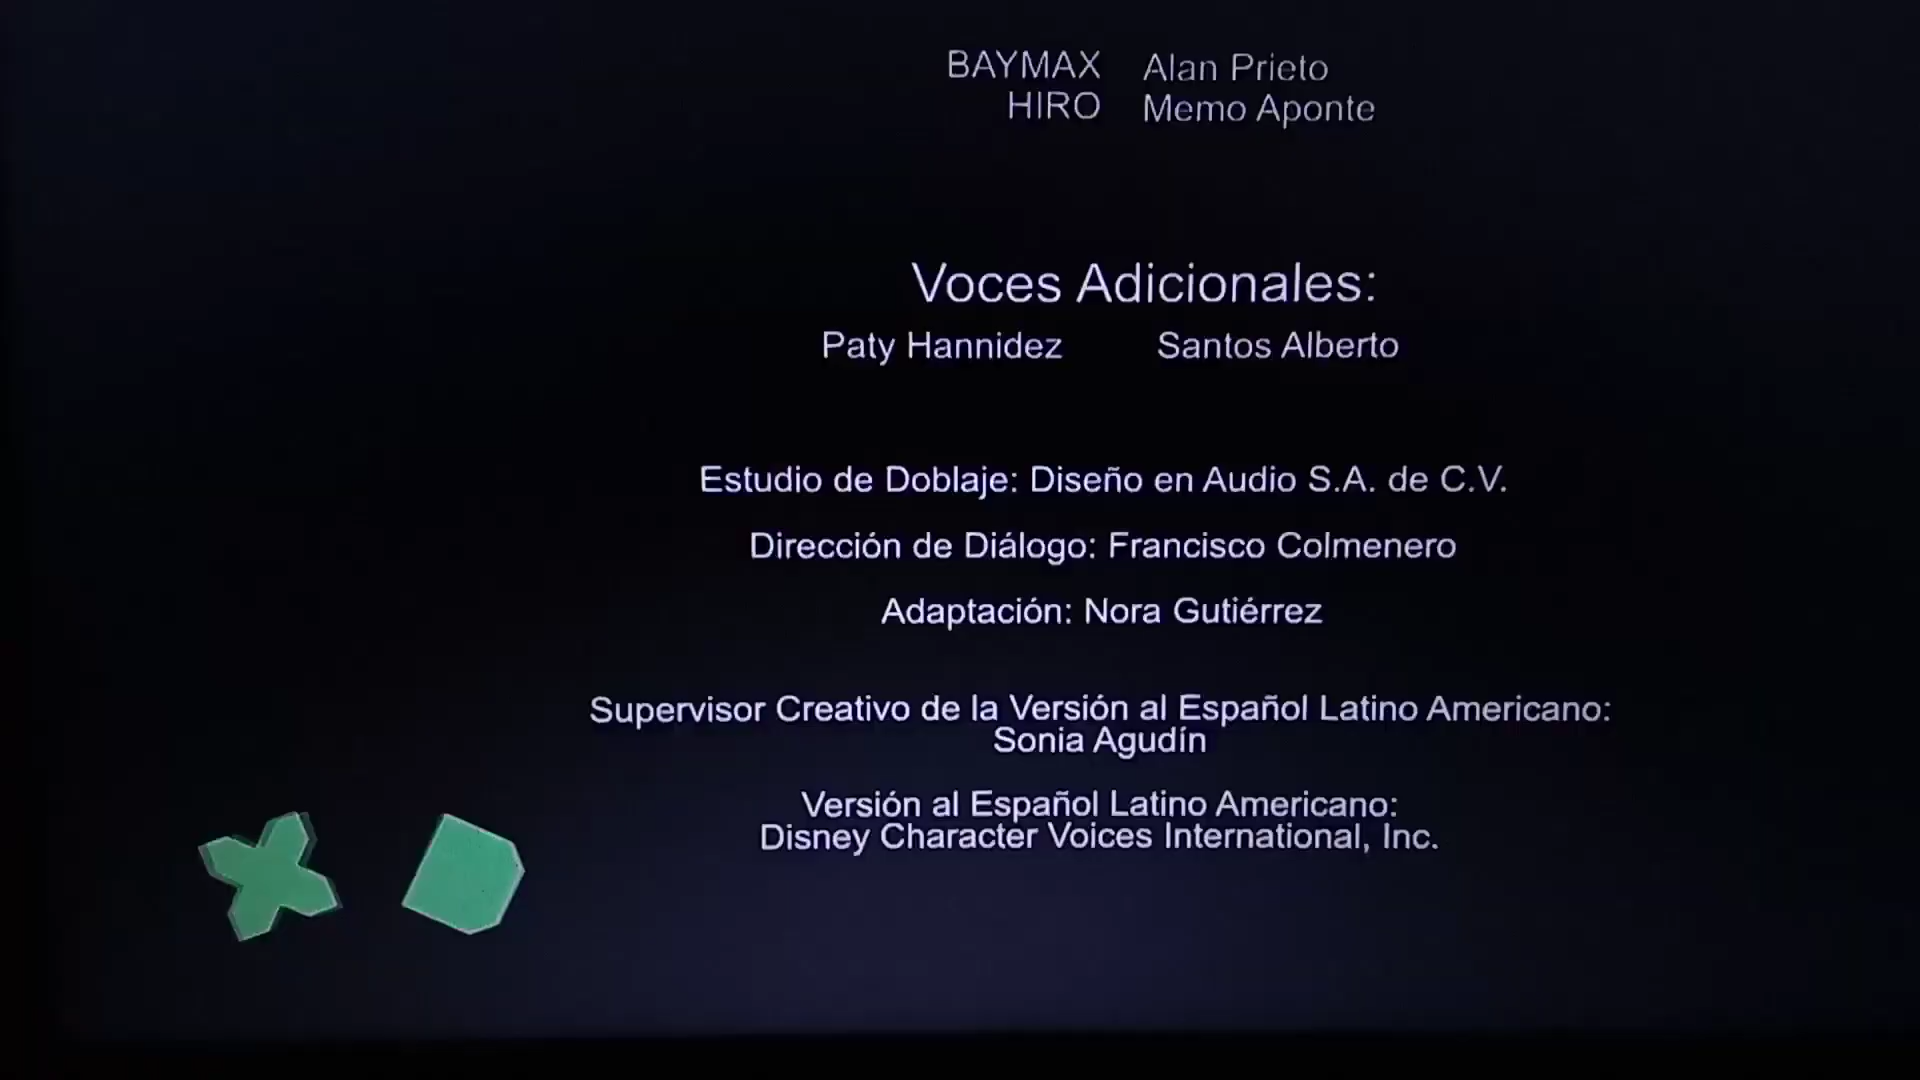 BAYMAX Alan Prieto
HIRO Memo Aponte
Voces Adicionales:
Paty Hannidez Santos Alberto
Estudio de Doblaje: Diseño en Audio S.A. de C.V.
Dirección de Diálogo: Francisco Colmenero
Adaptación: Nora Gutiérrez
Supervisor Creativo de la Versión al Español Latino Americano:
Sonia Agudín
Versión al Español Latino Americano:
Disney Character Voices International, Inc.
XD